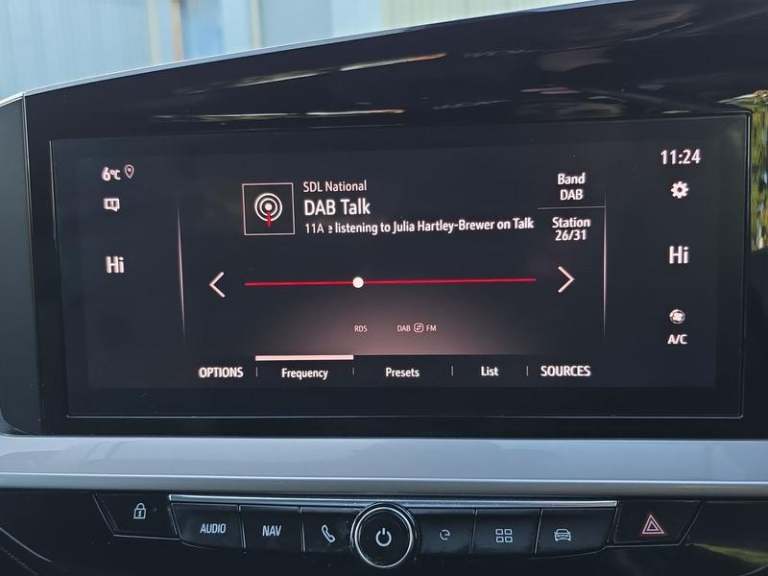 6°C
11:24
SDL National
DAB Talk
11A e listening to Julia Hartley-Brewer on Talk
Band
DAB
Station
26/31
Hi
Hi
RDS
DAB FM
A/C
OPTIONS
Frequency
Presets
List
SOURCES
AUDIO
NAV